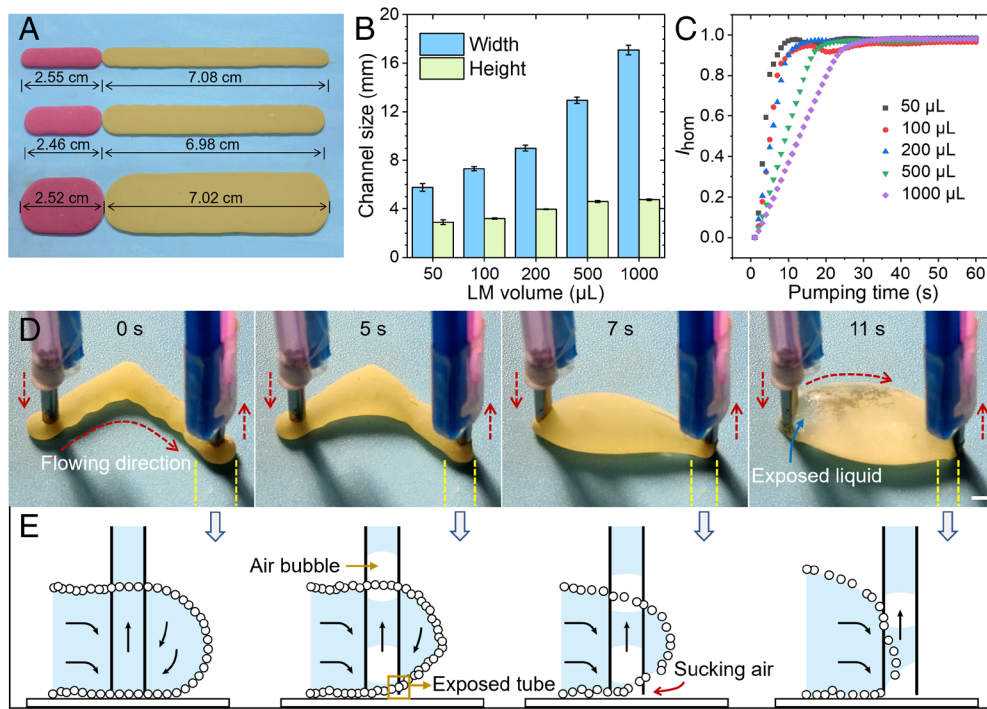 A
2.55 cm
7.08 cm
2.46 cm
6.98 cm
2.52 cm
7.02 cm
B
Channel size (mm)
20
16
12
8
4
0
Width
Height
50
100
200
500
1000
LM volume (µL)
C
I_hom
1.0
0.8
0.6
0.4
0.2
0.0
50 µL
100 µL
200 µL
500 µL
1000 µL
0
10
20
30
40
50
60
Pumping time (s)
D
0 s
5 s
7 s
11 s
Flowing direction
Exposed liquid
E
Air bubble
Exposed tube
Sucking air